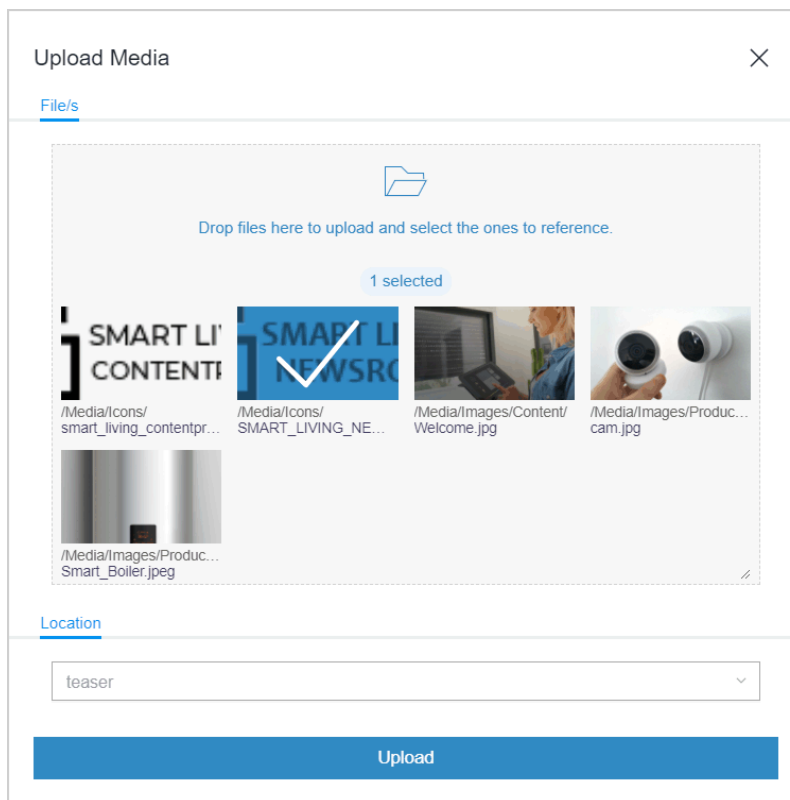 Upload Media
File/s
Drop files here to upload and select the ones to reference.
1 selected
SMART LI
CONTENT
SMART LI
NEWSR
/Media/Icons/
smart_living_contentpr...
/Media/Icons/
SMART_LIVING_NE...
/Media/Images/Content/
Welcome.jpg
/Media/Images/Produc...
cam.jpg
/Media/Images/Produc...
Smart_Boiler.jpeg
Location
teaser
Upload